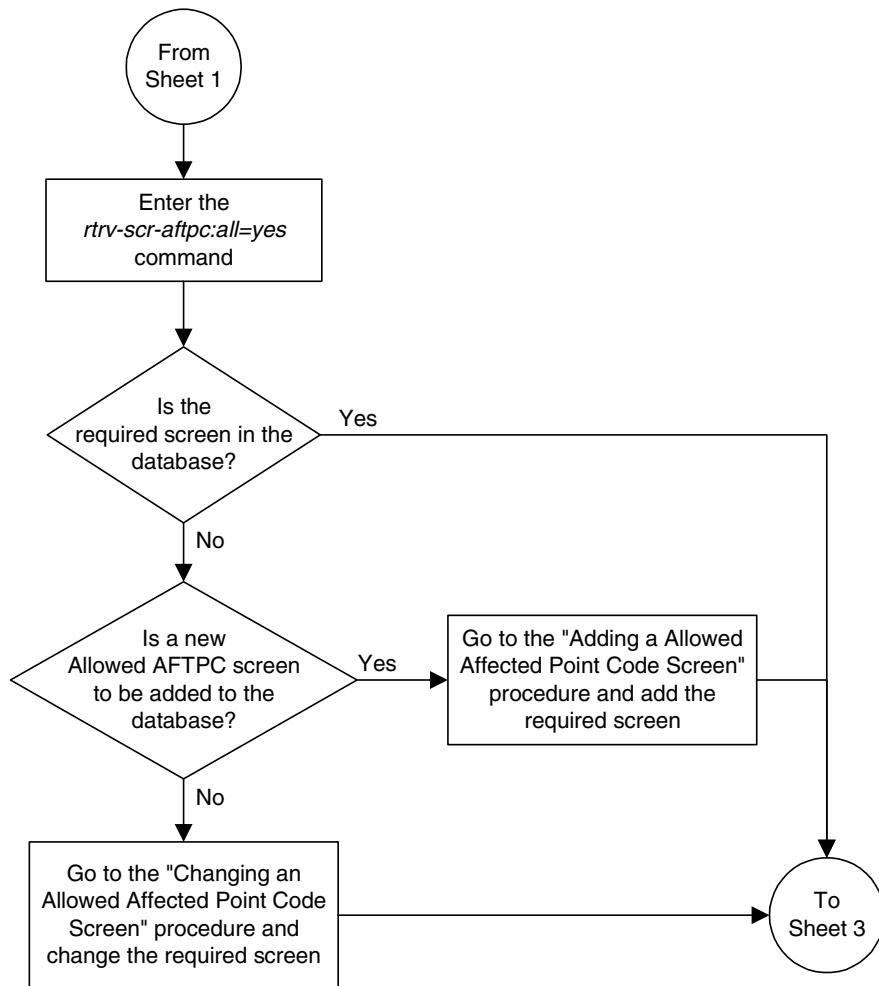 From
Sheet 1
Enter the
rtrv-scr-aftpc:all=yes
command
Is the
required screen in the
database?
Yes
No
Is a new
Allowed AFTPC screen
to be added to the
database?
Yes
Go to the "Adding a Allowed
Affected Point Code Screen"
procedure and add the
required screen
No
Go to the "Changing an
Allowed Affected Point Code
Screen" procedure and
change the required screen
To
Sheet 3